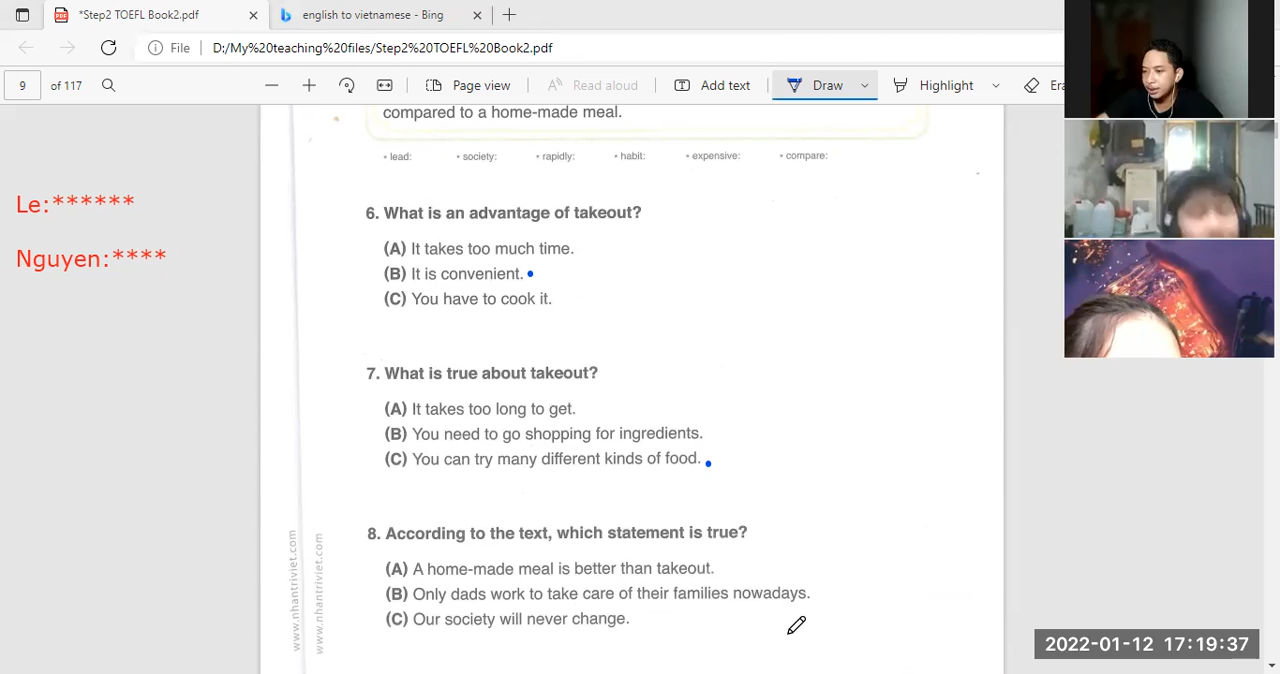 *Step2 TOEFL Book2.pdf
english to vietnamese - Bing
File D:/My%20teaching%20files/Step2%20TOEFL%20Book2.pdf
9 of 117 Page view Read aloud Add text Draw Highlight Era
compared to a home-made meal.
• lead: • society: • rapidly: • habit: • expensive: • compare:
Le:******
Nguyen:****
6. What is an advantage of takeout?
(A) It takes too much time.
(B) It is convenient.
(C) You have to cook it.
7. What is true about takeout?
(A) It takes too long to get.
(B) You need to go shopping for ingredients.
(C) You can try many different kinds of food.
8. According to the text, which statement is true?
(A) A home-made meal is better than takeout.
(B) Only dads work to take care of their families nowadays.
(C) Our society will never change.
www.nhantriviet.com
www.nhantriviet.com
2022-01-12 17:19:37